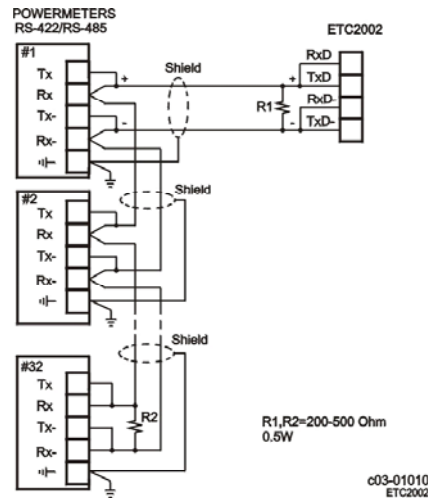 POWERMETERS
RS-422/RS-485
ETC2002
#1
Tx
Rx
Tx-
Rx-
+
-
Shield
R1
+
-
RxD
TxD
RxD-
TxD-
#2
Tx
Rx
Tx-
Rx-
Shield
Shield
#32
Tx
Rx
Tx-
Rx-
R2
R1,R2=200-500 Ohm
0.5W
c03-01010
ETC2002